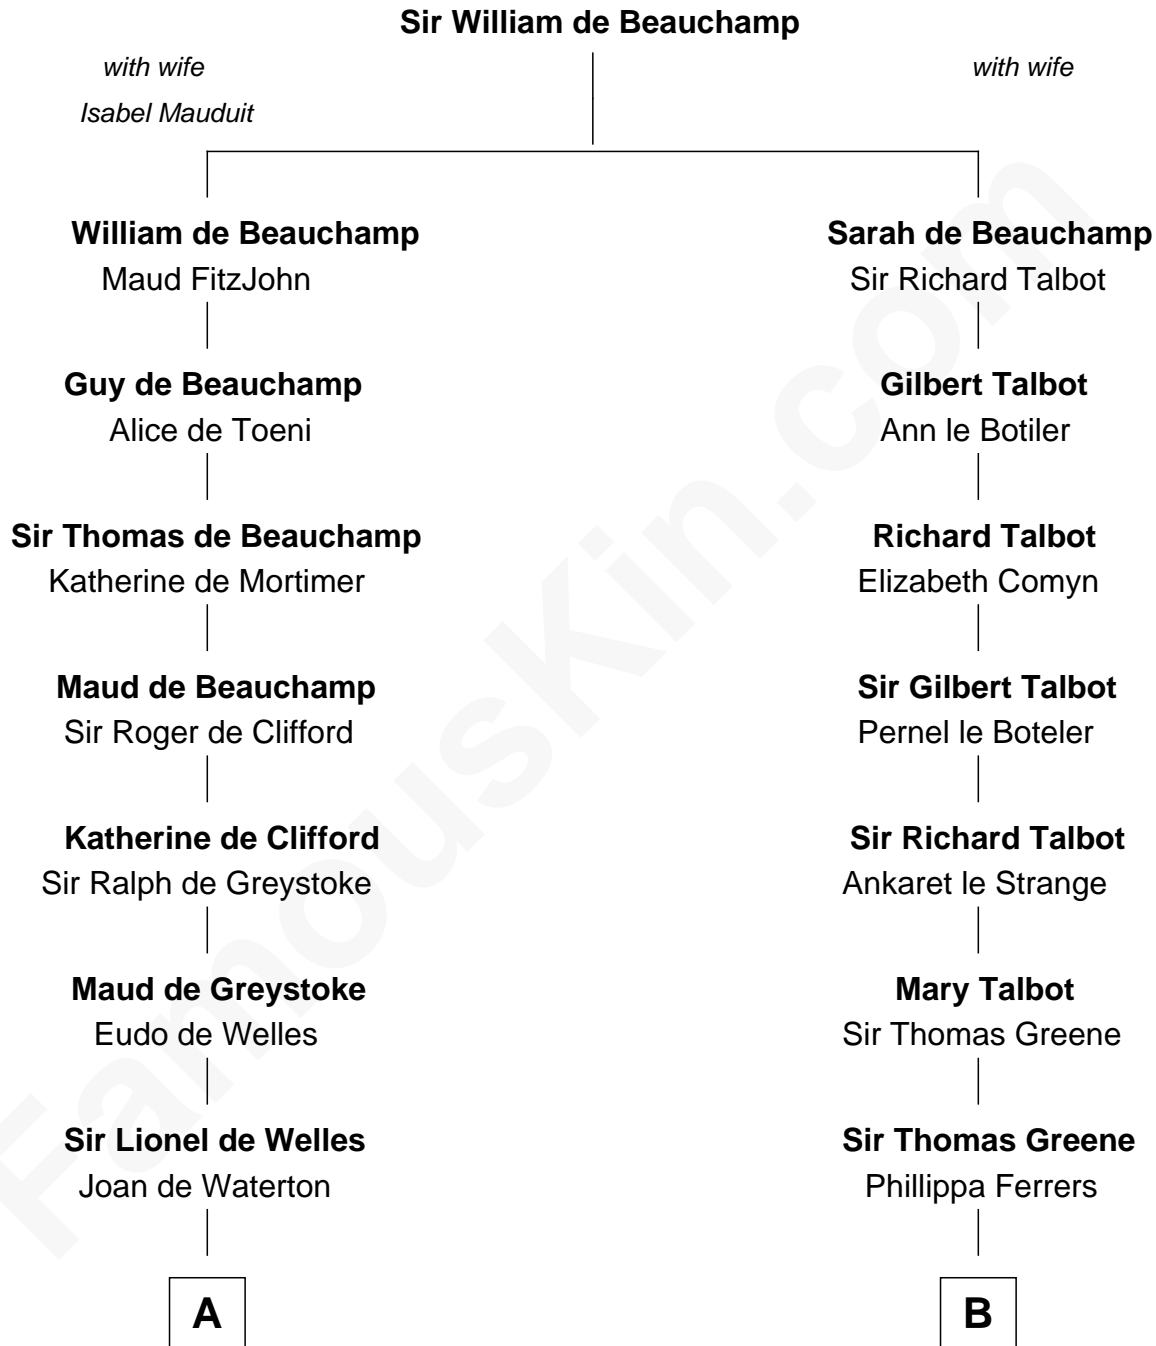 Sir William de Beauchamp
with wife
with wife
Isabel Mauduit
William de Beauchamp
Sarah de Beauchamp
Maud FitzJohn
Sir Richard Talbot
Guy de Beauchamp
Gilbert Talbot
Alice de Toeni
Ann le Botiler
Sir Thomas de Beauchamp
Richard Talbot
Katherine de Mortimer
Elizabeth Comyn
Maud de Beauchamp
Sir Gilbert Talbot
Sir Roger de Clifford
Pernel le Boteler
Katherine de Clifford
Sir Richard Talbot
Sir Ralph de Greystoke
Ankaret le Strange
Maud de Greystoke
Mary Talbot
Eudo de Welles
Sir Thomas Greene
Sir Lionel de Welles
Sir Thomas Greene
Joan de Waterton
Phillippa Ferrers
A
B
FamousKin.com